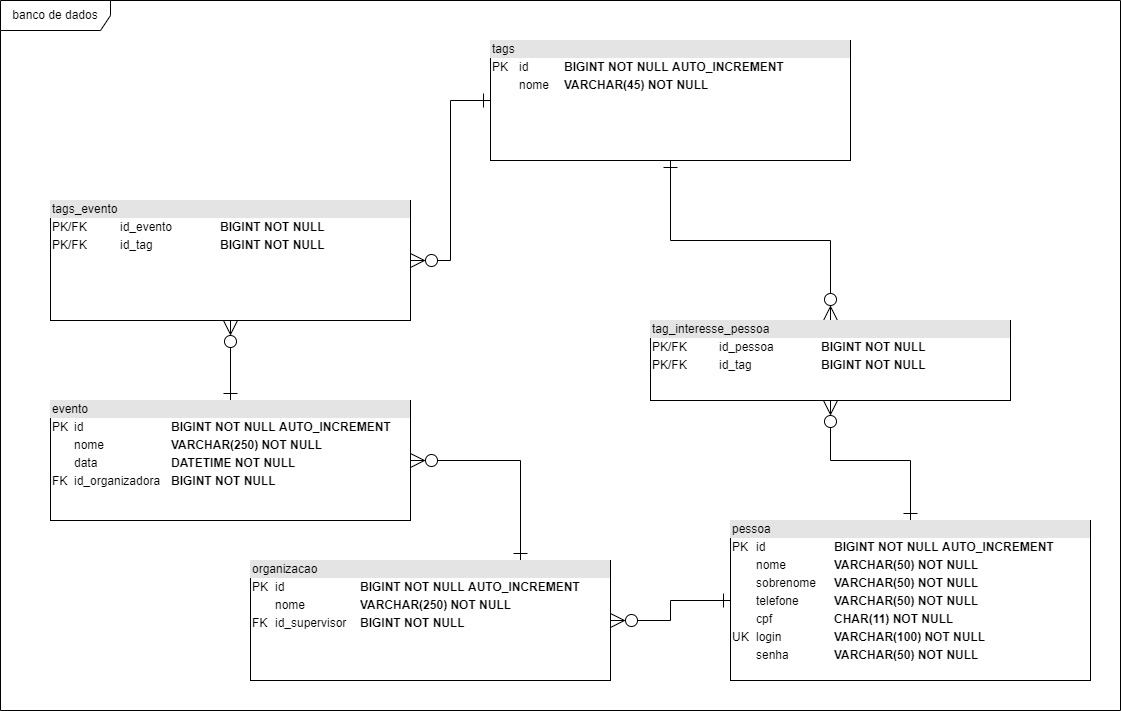 banco de dados
tags
PK id BIGINT NOT NULL AUTO_INCREMENT
nome VARCHAR(45) NOT NULL
tags_evento
PK/FK id_evento BIGINT NOT NULL
PK/FK id_tag BIGINT NOT NULL
tag_interesse_pessoa
PK/FK id_pessoa BIGINT NOT NULL
PK/FK id_tag BIGINT NOT NULL
evento
PK id BIGINT NOT NULL AUTO_INCREMENT
nome VARCHAR(250) NOT NULL
data DATETIME NOT NULL
FK id_organizadora BIGINT NOT NULL
organizacao
PK id BIGINT NOT NULL AUTO_INCREMENT
nome VARCHAR(250) NOT NULL
FK id_supervisor BIGINT NOT NULL
pessoa
PK id BIGINT NOT NULL AUTO_INCREMENT
nome VARCHAR(50) NOT NULL
sobrenome VARCHAR(50) NOT NULL
telefone VARCHAR(50) NOT NULL
cpf CHAR(11) NOT NULL
UK login VARCHAR(100) NOT NULL
senha VARCHAR(50) NOT NULL